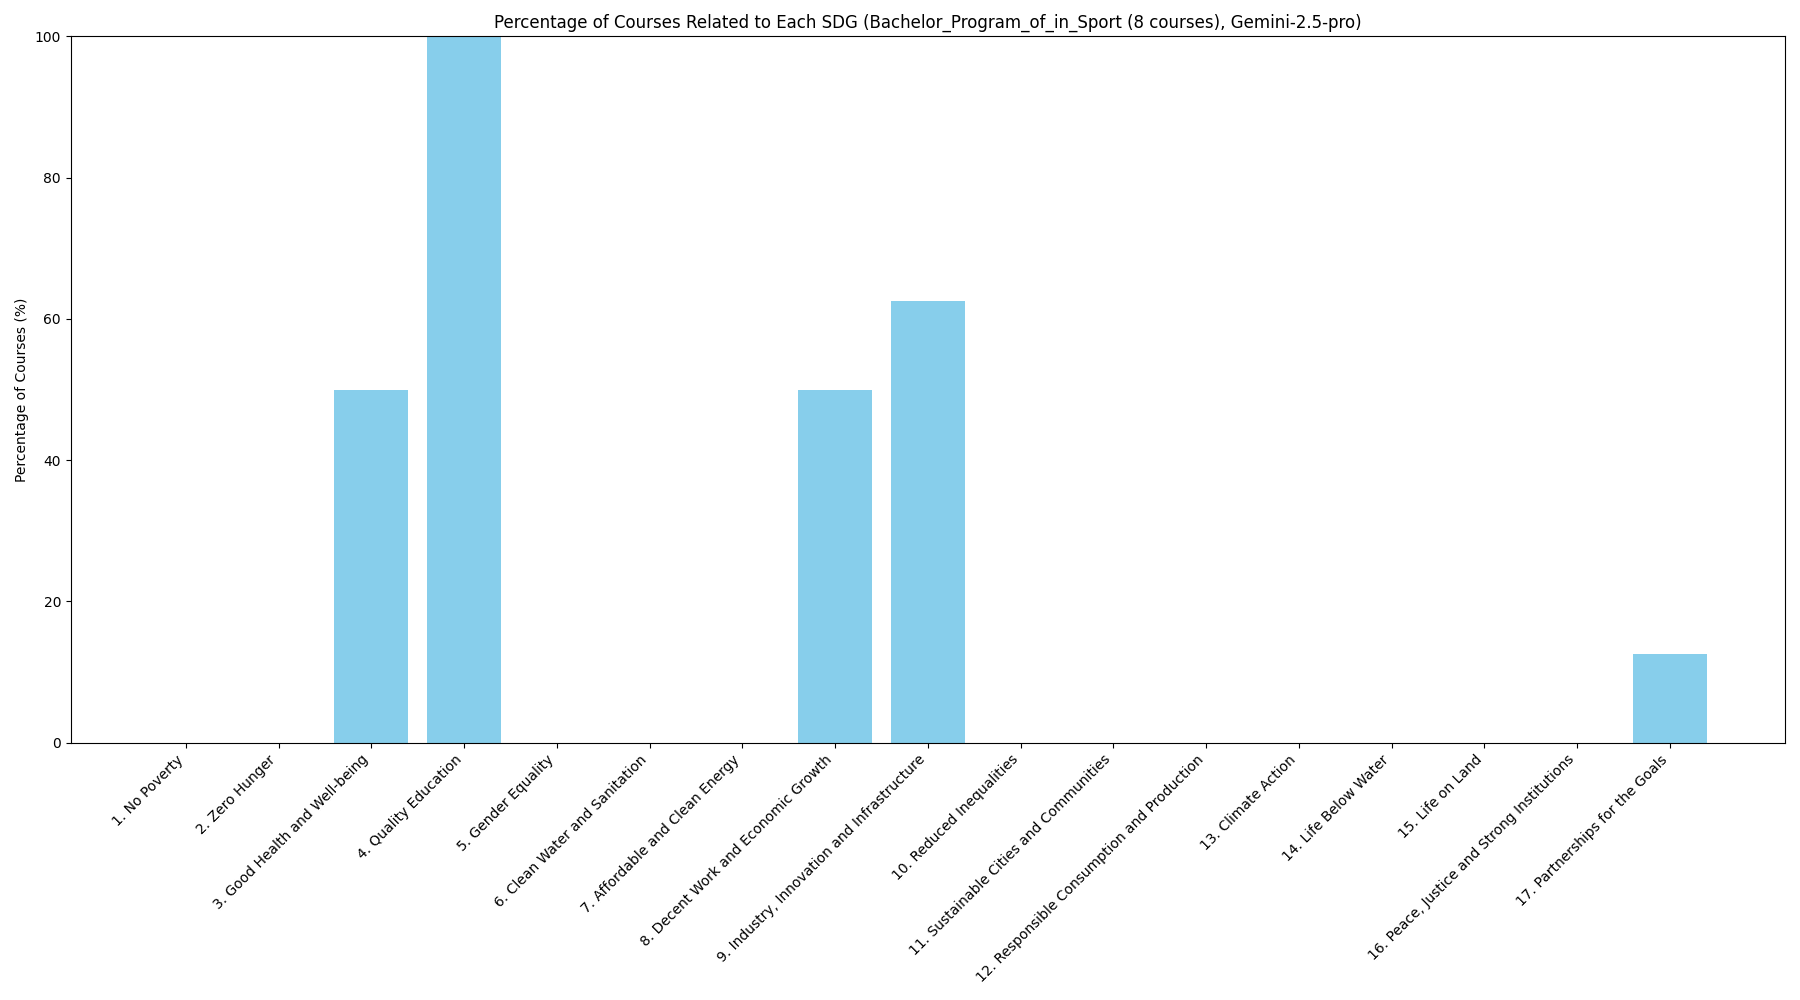 Percentage of Courses Related to Each SDG (Bachelor_Program_of_in_Sport (8 courses), Gemini-2.5-pro)
Percentage of Courses (%)
100
80
60
40
20
0
1. No Poverty
2. Zero Hunger
3. Good Health and Well-being
4. Quality Education
5. Gender Equality
6. Clean Water and Sanitation
7. Affordable and Clean Energy
8. Decent Work and Economic Growth
9. Industry, Innovation and Infrastructure
10. Reduced Inequalities
11. Sustainable Cities and Communities
12. Responsible Consumption and Production
13. Climate Action
14. Life Below Water
15. Life on Land
16. Peace, Justice and Strong Institutions
17. Partnerships for the Goals